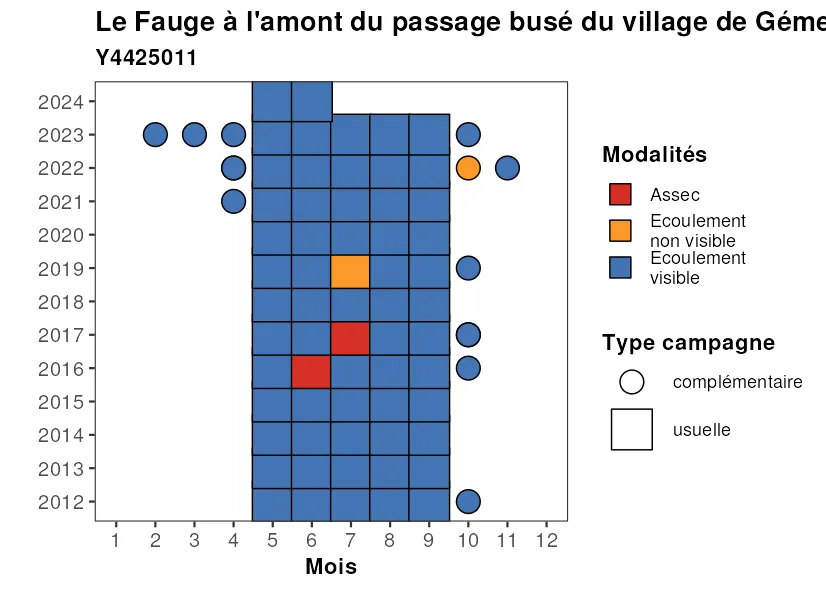 Le Fauge à l'amont du passage busé du village de Géme
Y4425011
2024
2023
2022
2021
2020
2019
2018
2017
2016
2015
2014
2013
2012
1 2 3 4 5 6 7 8 9 10 11 12
Mois
Modalités
Assec
Ecoulement
non visible
Ecoulement
visible
Type campagne
complémentaire
usuelle